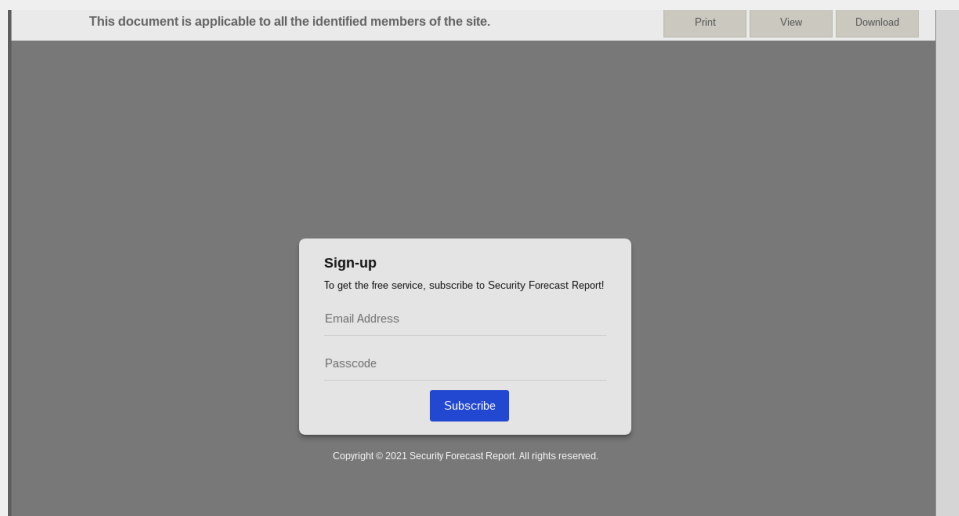 This document is applicable to all the identified members of the site.
Print
View
Download
Sign-up
To get the free service, subscribe to Security Forecast Report!
Email Address
Passcode
Subscribe
Copyright © 2021 Security Forecast Report. All rights reserved.